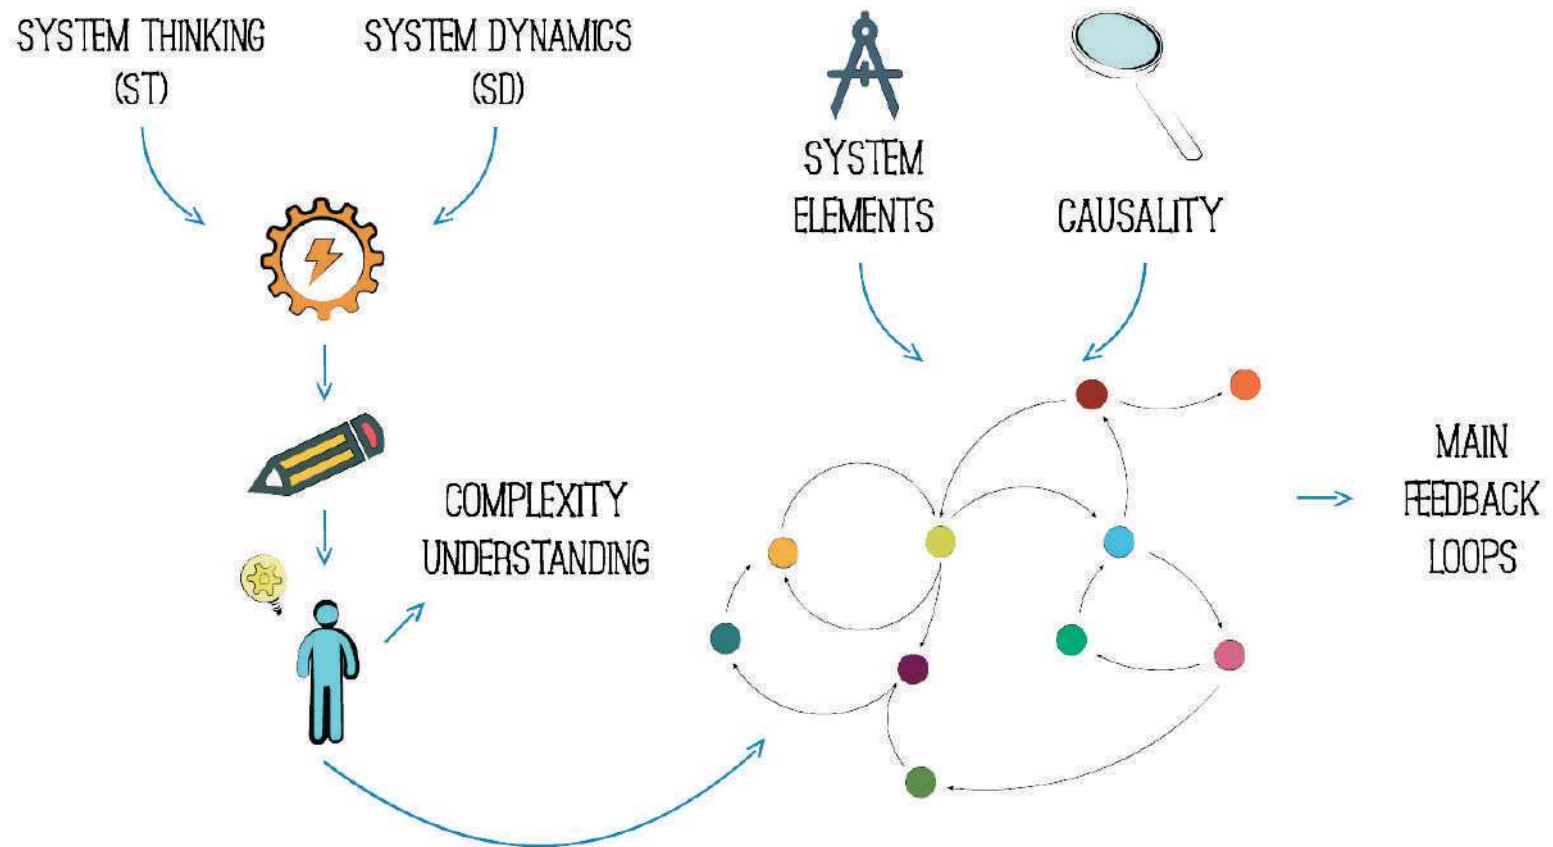 SYSTEM THINKING
(ST)
SYSTEM DYNAMICS
(SD)
SYSTEM
ELEMENTS
CAUSALITY
COMPLEXITY
UNDERSTANDING
MAIN
FEEDBACK
LOOPS